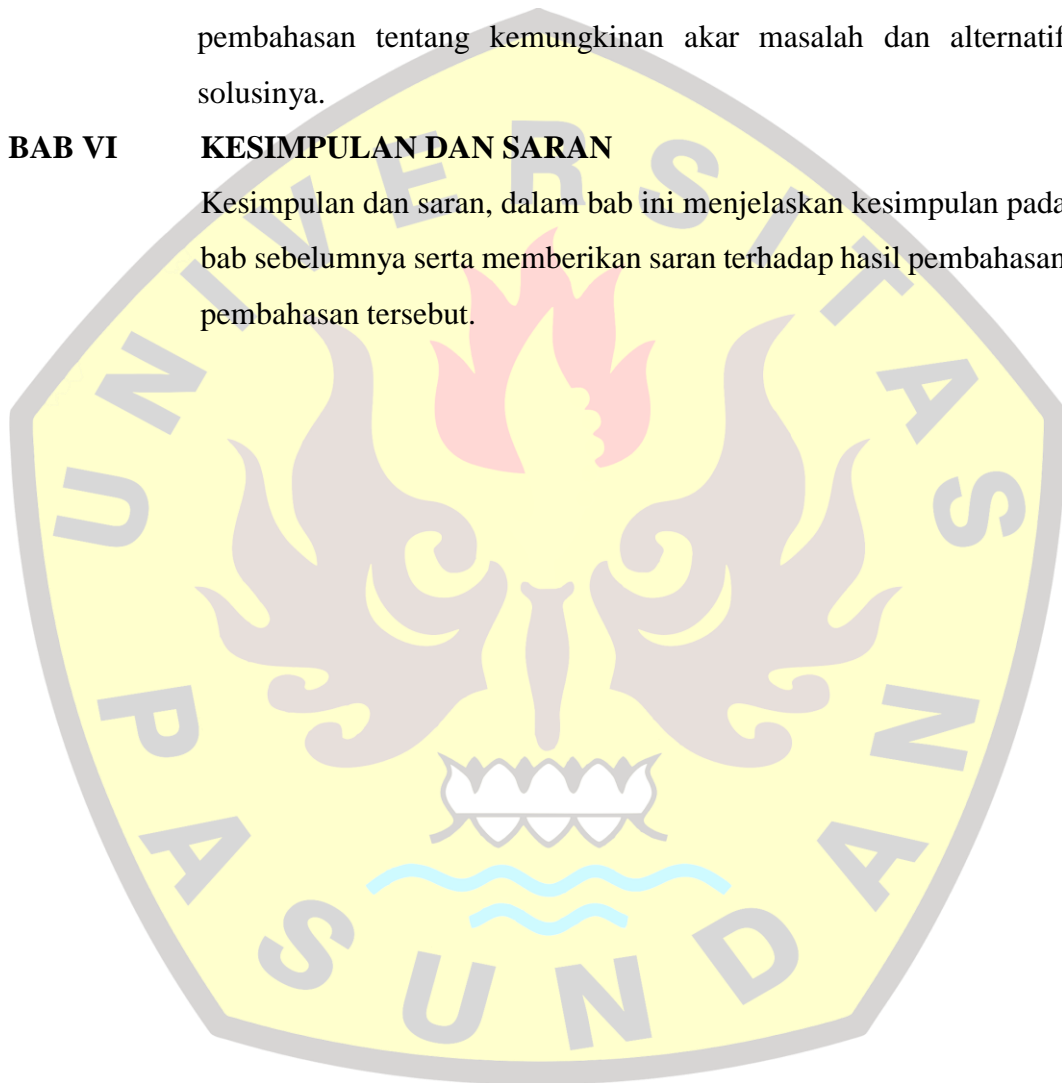 pembahasan tentang kemungkinan akar masalah dan alternatif
solusinya.
BAB VI KESIMPULAN DAN SARAN
Kesimpulan dan saran, dalam bab ini menjelaskan kesimpulan pada
bab sebelumnya serta memberikan saran terhadap hasil pembahasan
pembahasan tersebut.
UNIVERSITAS
PASUNDAN